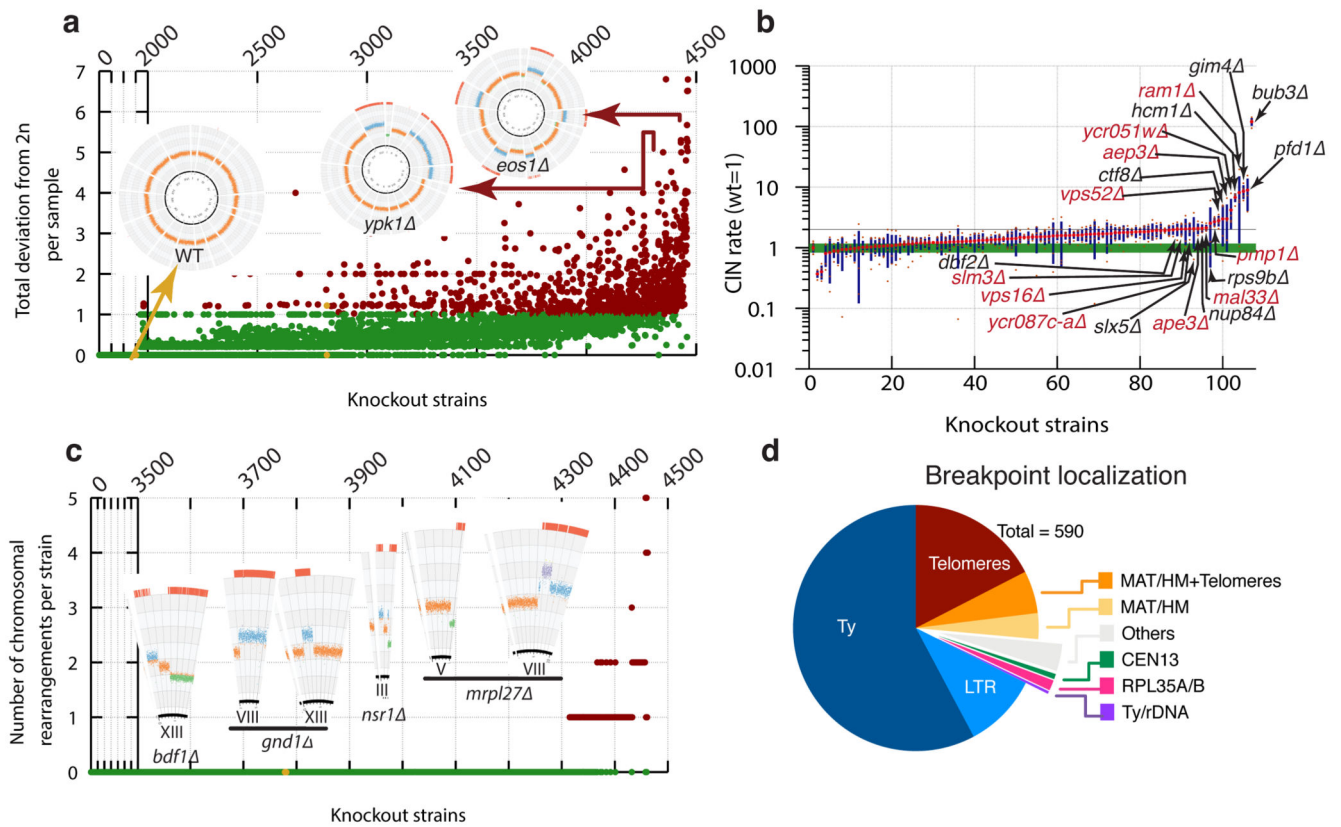 a
0
2000
2500
3000
3500
4000
4500
7
6
5
4
3
2
1
0
Total deviation from 2n
per sample
WT
ypk1Δ
eos1Δ
Knockout strains
b
1000
100
10
1
0.1
0.01
CIN rate (wt=1)
gim4Δ
ram1Δ
hcm1Δ
bub3Δ
ycr051wΔ
aep3Δ
pfd1Δ
ctf8Δ
vps52Δ
dbf2Δ
pmp1Δ
slm3Δ
rps9bΔ
vps16Δ
mal33Δ
ycr087c-aΔ
slx5Δ
ape3Δ
nup84Δ
0
20
40
60
80
100
Knockout strains
c
0
3500
3700
3900
4100
4300
4400
4500
5
4
3
2
1
0
Number of chromosomal
rearrangements per strain
XIII
bdf1Δ
VIII
XIII
gnd1Δ
III
nsr1Δ
V
VIII
mrpl27Δ
Knockout strains
d
Breakpoint localization
Total = 590
Telomeres
Ty
LTR
MAT/HM+Telomeres
MAT/HM
Others
CEN13
RPL35A/B
Ty/rDNA